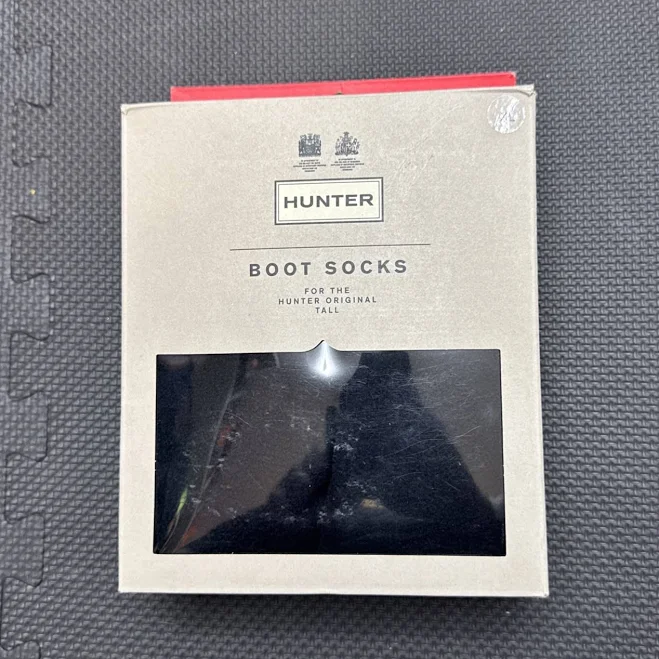 HUNTER
BOOT SOCKS
FOR THE
HUNTER ORIGINAL
TALL